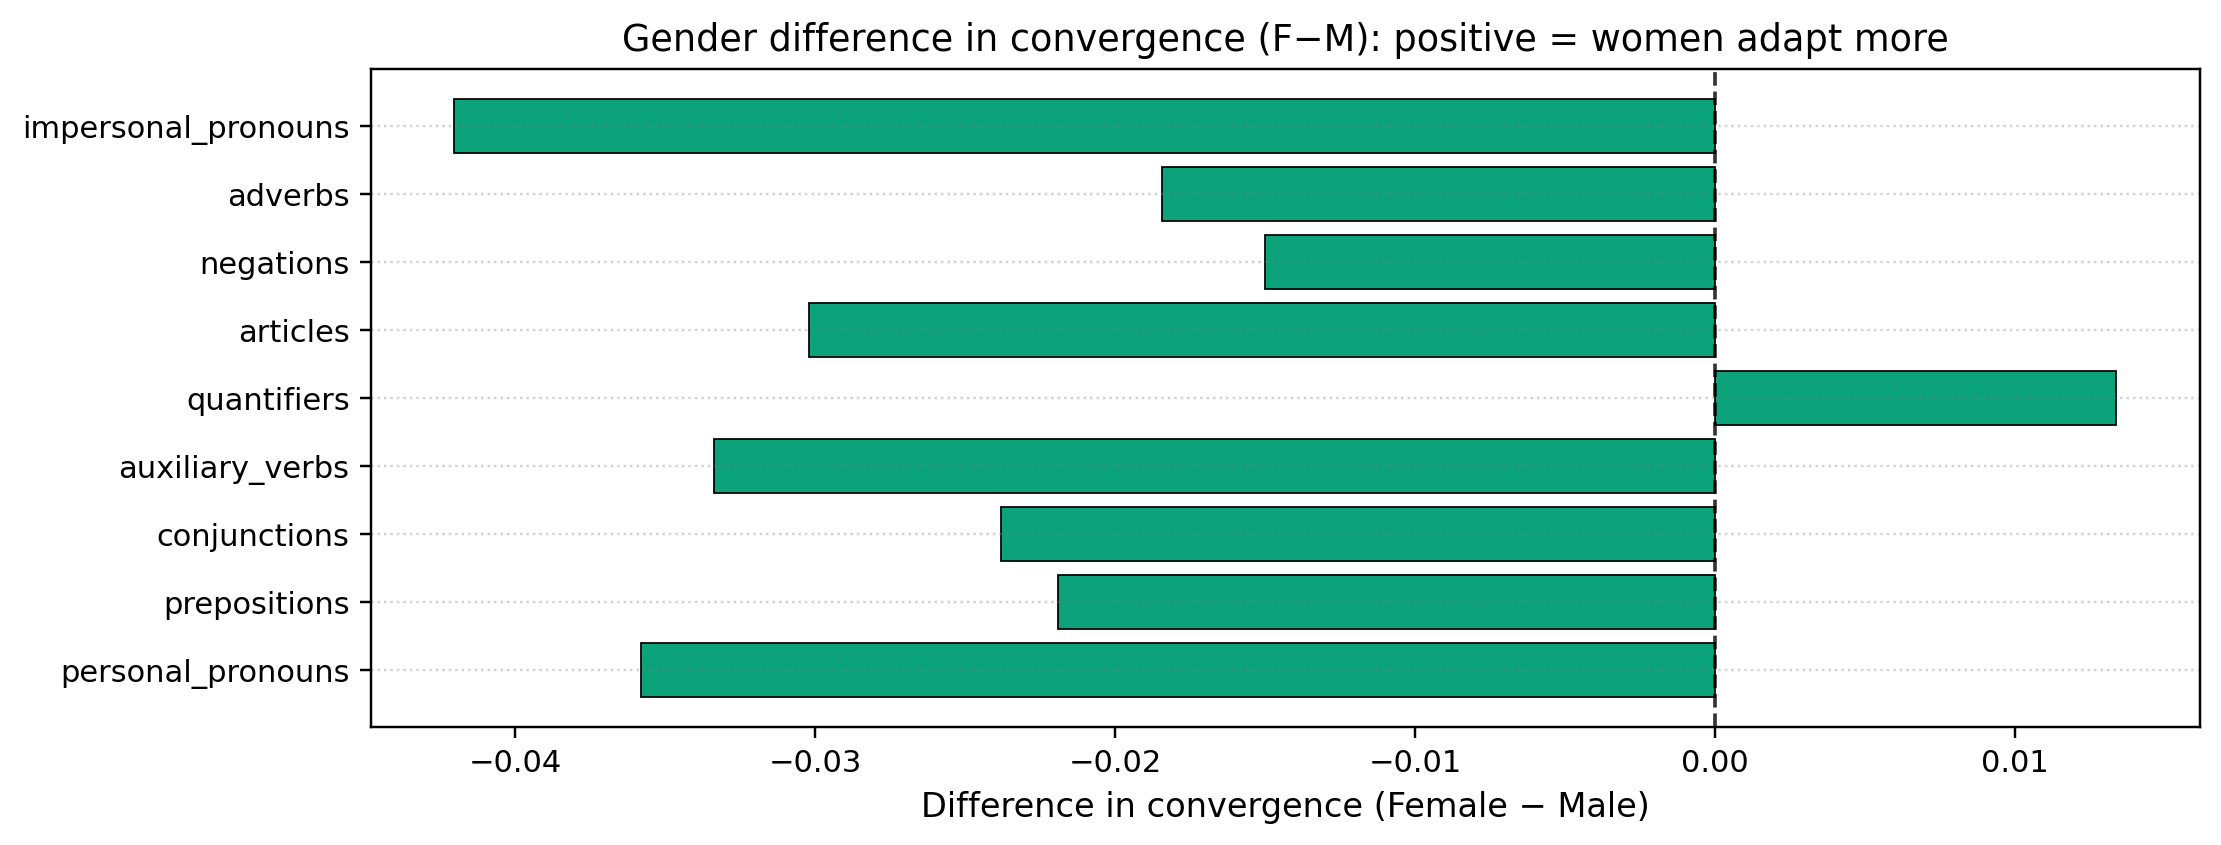 Gender difference in convergence (F−M): positive = women adapt more
impersonal_pronouns
adverbs
negations
articles
quantifiers
auxiliary_verbs
conjunctions
prepositions
personal_pronouns
−0.04 −0.03 −0.02 −0.01 0.00 0.01
Difference in convergence (Female − Male)